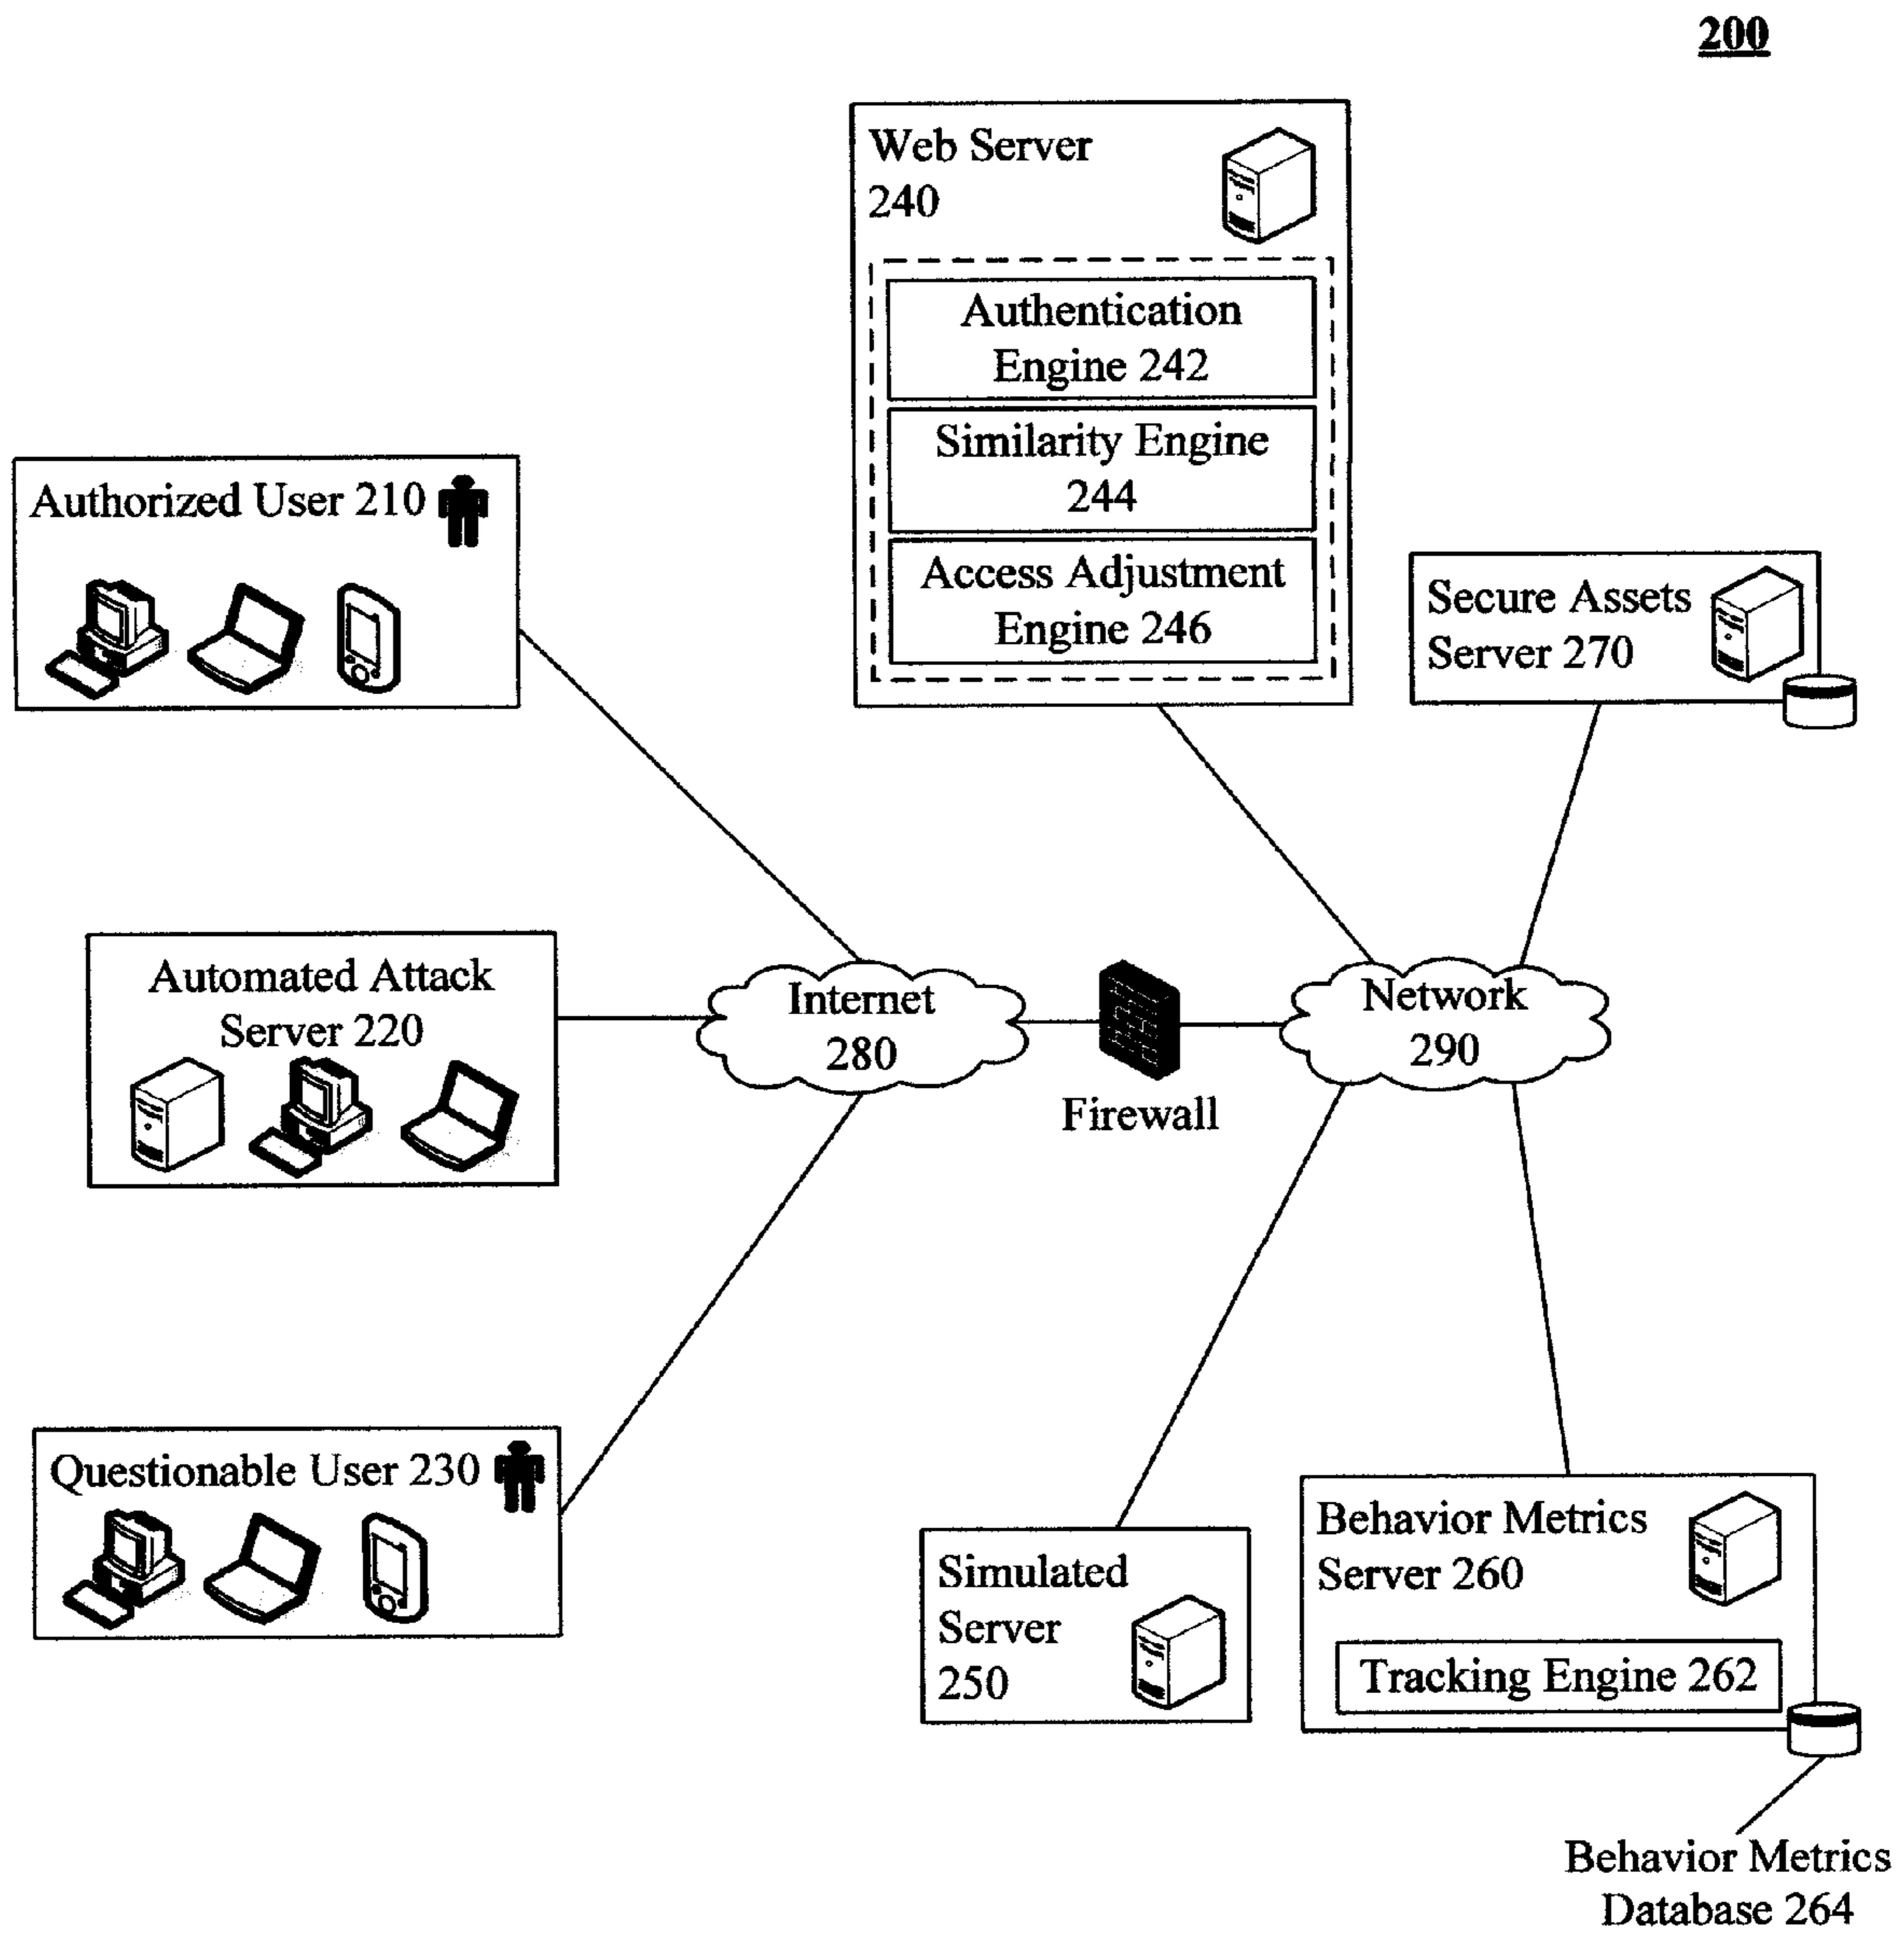 200
Web Server
240
Authentication
Engine 242
Similarity Engine
244
Access Adjustment
Engine 246
Authorized User 210
Secure Assets
Server 270
Automated Attack
Server 220
Internet
280
Firewall
Network
290
Questionable User 230
Simulated
Server
250
Behavior Metrics
Server 260
Tracking Engine 262
Behavior Metrics
Database 264